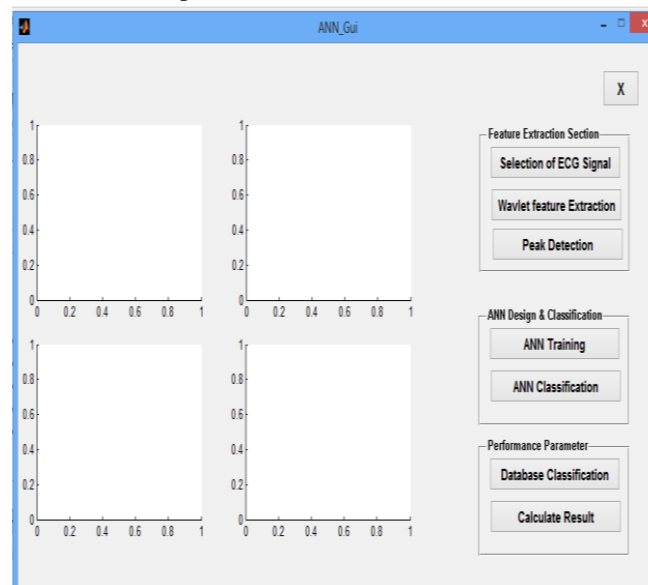 ANN_Gui
X
1
0.8
0.6
0.4
0.2
0
0 0.2 0.4 0.6 0.8 1
1
0.8
0.6
0.4
0.2
0
0 0.2 0.4 0.6 0.8 1
Feature Extraction Section
Selection of ECG Signal
Wavlet feature Extraction
Peak Detection
1
0.8
0.6
0.4
0.2
0
0 0.2 0.4 0.6 0.8 1
1
0.8
0.6
0.4
0.2
0
0 0.2 0.4 0.6 0.8 1
ANN Design & Classification
ANN Training
ANN Classification
Performance Parameter
Database Classification
Calculate Result